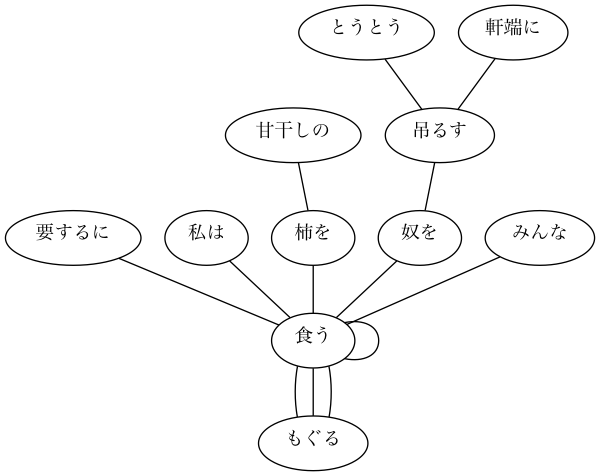 とうとう 軒端に
甘干しの 吊るす
要するに 私は 柿を 奴を みんな
食う
もぐる